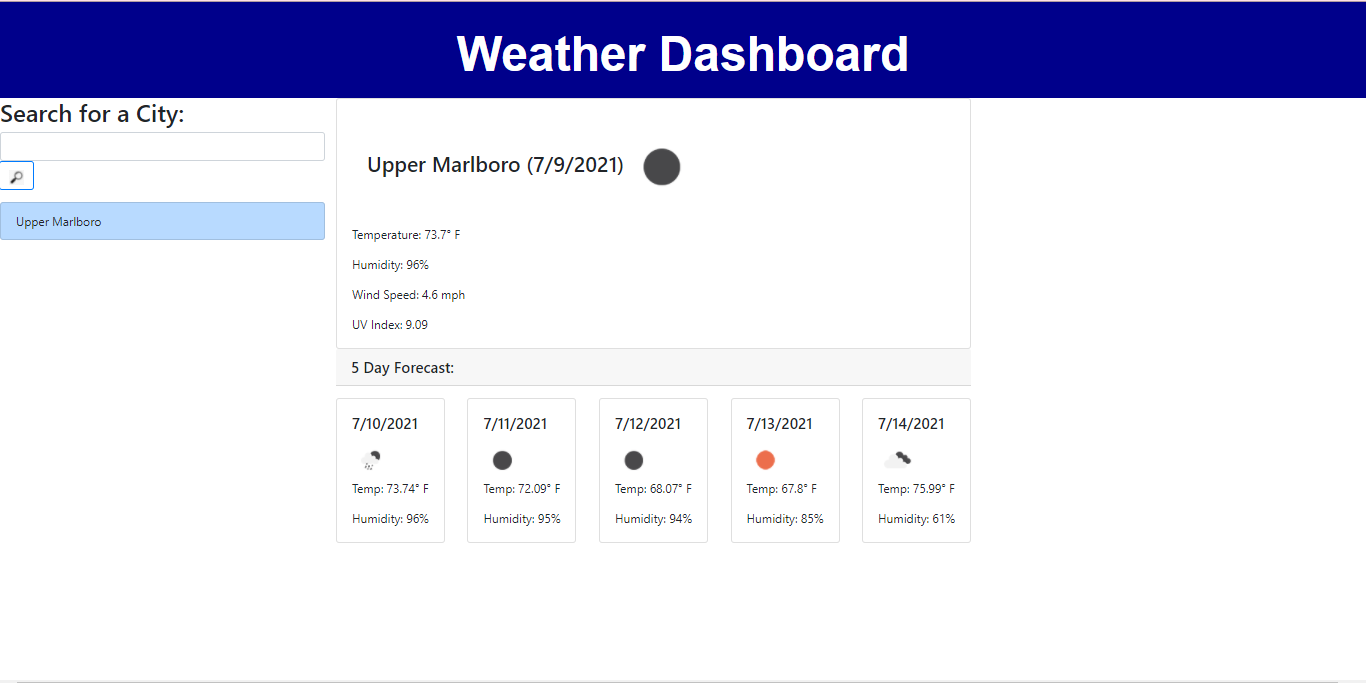 Weather Dashboard
Search for a City:
Upper Marlboro
Upper Marlboro (7/9/2021)
Temperature: 73.7° F
Humidity: 96%
Wind Speed: 4.6 mph
UV Index: 9.09
5 Day Forecast:
7/10/2021
Temp: 73.74° F
Humidity: 96%
7/11/2021
Temp: 72.09° F
Humidity: 95%
7/12/2021
Temp: 68.07° F
Humidity: 94%
7/13/2021
Temp: 67.8° F
Humidity: 85%
7/14/2021
Temp: 75.99° F
Humidity: 61%